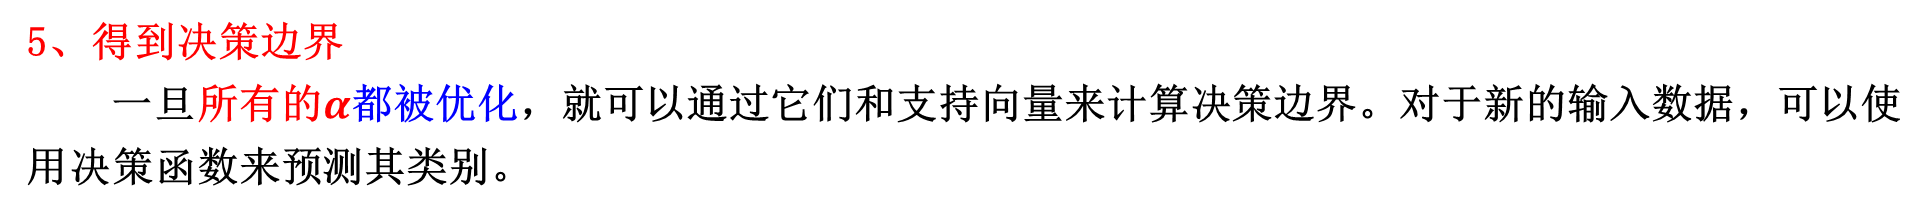 5、得到决策边界
一旦所有的α都被优化，就可以通过它们和支持向量来计算决策边界。对于新的输入数据，可以使
用决策函数来预测其类别。